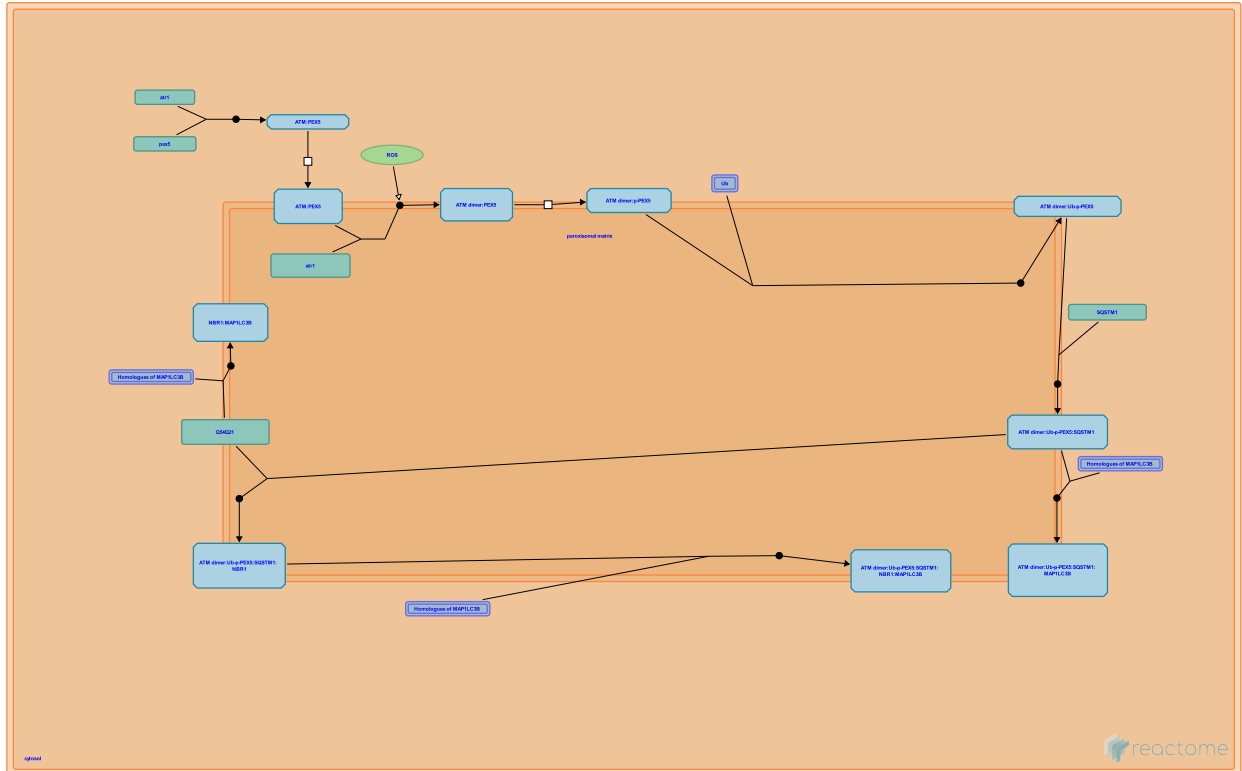 atr1
ATM:PEX5
pex5
ROS
Ub
ATM:PEX5
ATM dimer:PEX5
ATM dimer:p-PEX5
ATM dimer:Ub-p-PEX5
peroxisomal matrix
atr1
SQSTM1
NBR1:MAP1LC3B
Homologues of MAP1LC3B
Q54Q21
ATM dimer:Ub-p-PEX5:SQSTM1
Homologues of MAP1LC3B
ATM dimer:Ub-p-PEX5:SQSTM1:
NBR1
ATM dimer:Ub-p-PEX5:SQSTM1:
NBR1:MAP1LC3B
ATM dimer:Ub-p-PEX5:SQSTM1:
MAP1LC3B
Homologues of MAP1LC3B
reactome
cytosol